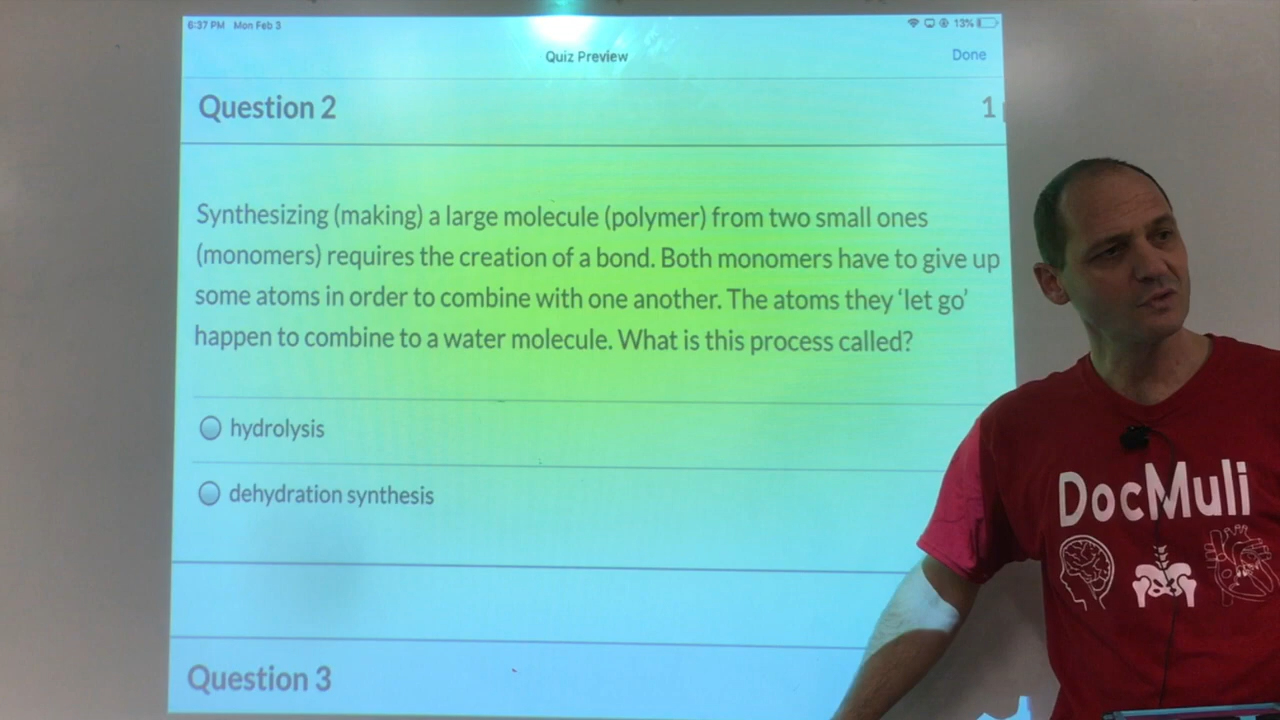 6:37 PM Mon Feb 3
13%
Quiz Preview
Done
Question 2
1
Synthesizing (making) a large molecule (polymer) from two small ones
(monomers) requires the creation of a bond. Both monomers have to give up
some atoms in order to combine with one another. The atoms they ‘let go’
happen to combine to a water molecule. What is this process called?
hydrolysis
dehydration synthesis
Question 3
DocMuli